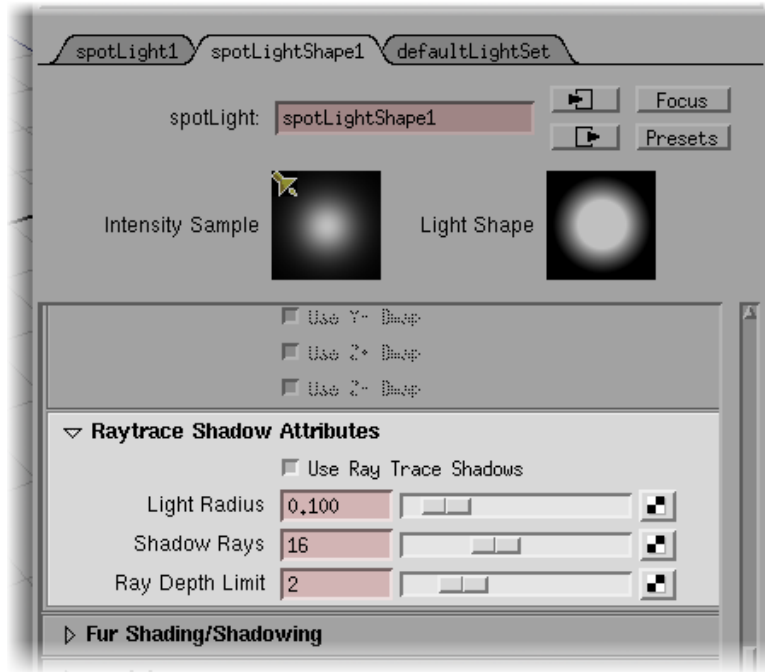 spotLight1 spotLightShape1 defaultLightSet
spotLight: spotLightShape1
Focus
Presets
Intensity Sample Light Shape
Use Y- Dmap
Use Z+ Dmap
Use Z- Dmap
Raytrace Shadow Attributes
Use Ray Trace Shadows
Light Radius 0.100
Shadow Rays 16
Ray Depth Limit 2
Fur Shading/Shadowing